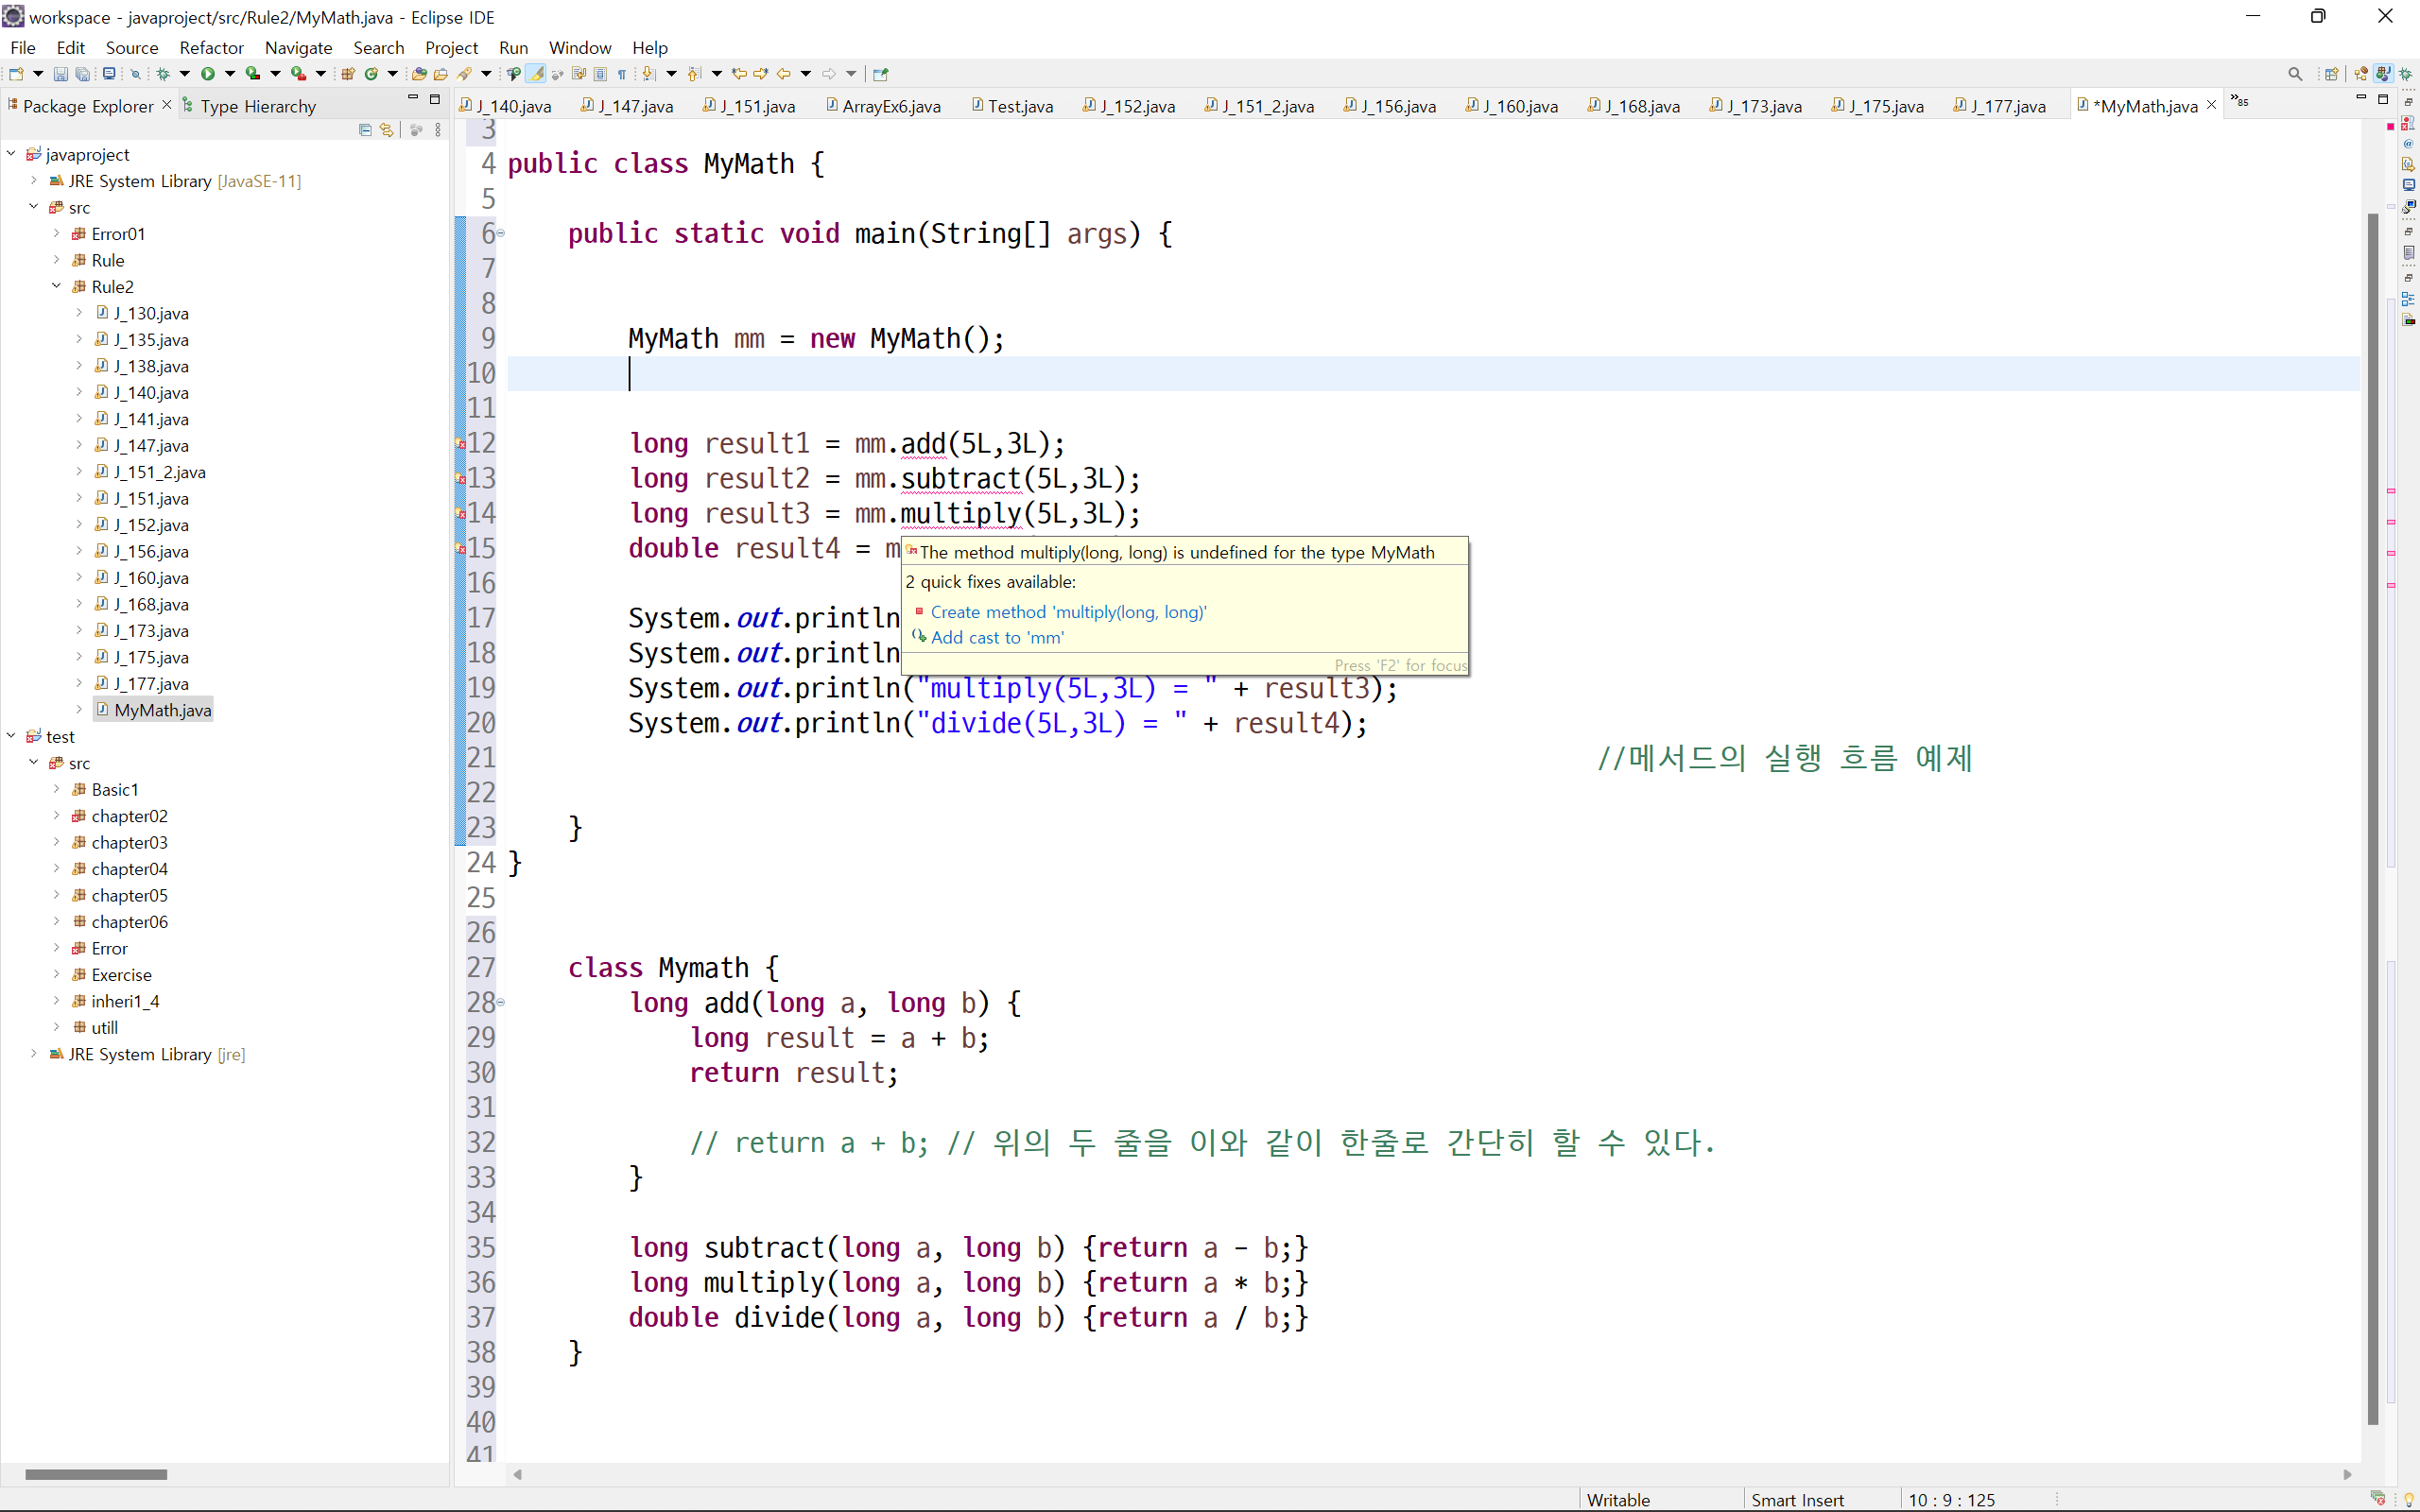 workspace - javaproject/src/Rule2/MyMath.java - Eclipse IDE
File Edit Source Refactor Navigate Search Project Run Window Help
Package Explorer Type Hierarchy
J_140.java J_147.java J_151.java ArrayEx6.java Test.java J_152.java J_151_2.java J_156.java J_160.java J_168.java J_173.java J_175.java J_177.java *MyMath.java »85
javaproject
JRE System Library [JavaSE-11]
src
Error01
Rule
Rule2
J_130.java
J_135.java
J_138.java
J_140.java
J_141.java
J_147.java
J_151_2.java
J_151.java
J_152.java
J_156.java
J_160.java
J_168.java
J_173.java
J_175.java
J_177.java
MyMath.java
test
src
Basic1
chapter02
chapter03
chapter04
chapter05
chapter06
Error
Exercise
inheri1_4
utill
JRE System Library [jre]
3
4 public class MyMath {
5
6 public static void main(String[] args) {
7
8
9 MyMath mm = new MyMath();
10
11
12 long result1 = mm.add(5L,3L);
13 long result2 = mm.subtract(5L,3L);
14 long result3 = mm.multiply(5L,3L);
15 double result4 = m
The method multiply(long, long) is undefined for the type MyMath
2 quick fixes available:
Create method 'multiply(long, long)'
Add cast to 'mm'
Press 'F2' for focus
16
17 System.out.println
18 System.out.println
19 System.out.println("multiply(5L,3L) = " + result3);
20 System.out.println("divide(5L,3L) = " + result4);
21 //메서드의 실행 흐름 예제
22
23 }
24 }
25
26
27 class Mymath {
28 long add(long a, long b) {
29 long result = a + b;
30 return result;
31
32 // return a + b; // 위의 두 줄을 이와 같이 한줄로 간단히 할 수 있다.
33 }
34
35 long subtract(long a, long b) {return a - b;}
36 long multiply(long a, long b) {return a * b;}
37 double divide(long a, long b) {return a / b;}
38 }
39
40
41
Writable Smart Insert 10 : 9 : 125